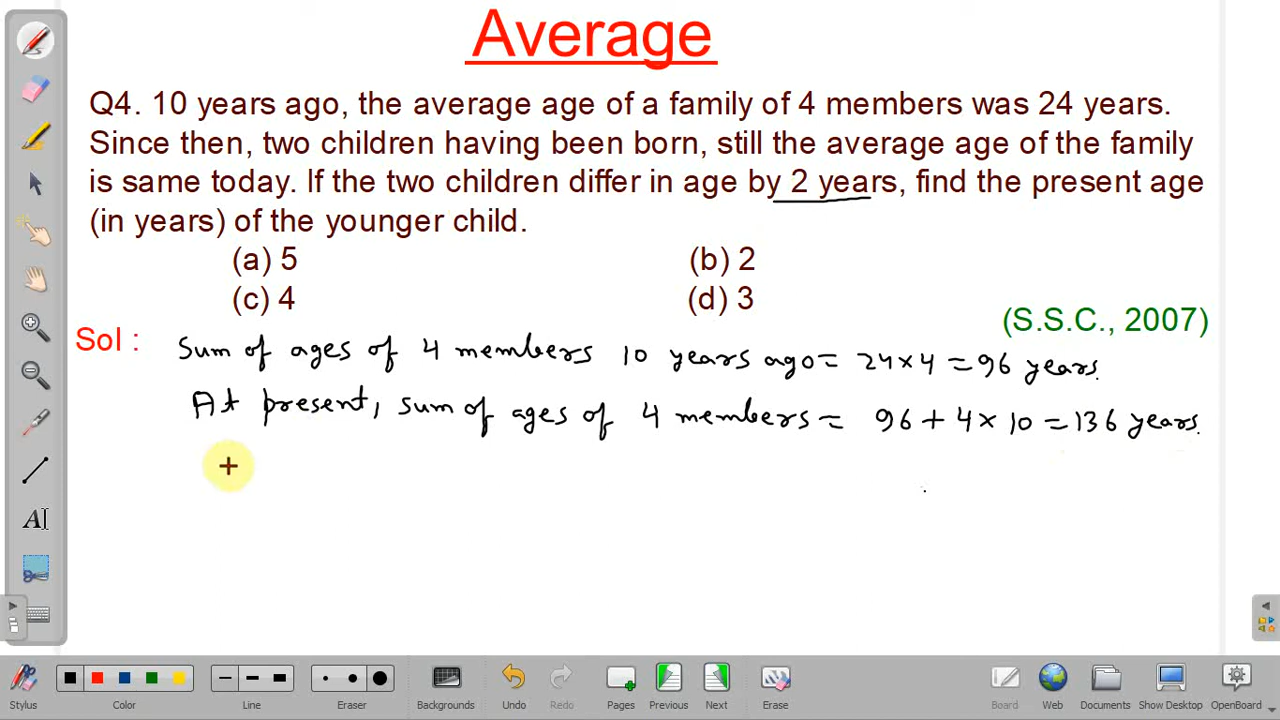 Average
Q4. 10 years ago, the average age of a family of 4 members was 24 years.
Since then, two children having been born, still the average age of the family
is same today. If the two children differ in age by 2 years, find the present age
(in years) of the younger child.
(a) 5 (b) 2
(c) 4 (d) 3
(S.S.C., 2007)
Sol :
Sum of ages of 4 members 10 years ago = 24×4 = 96 years.
At present, sum of ages of 4 members = 96 + 4×10 = 136 years.
Stylus Color Line Eraser Backgrounds Undo Redo Pages Previous Next Erase Board Web Documents Show Desktop OpenBoard